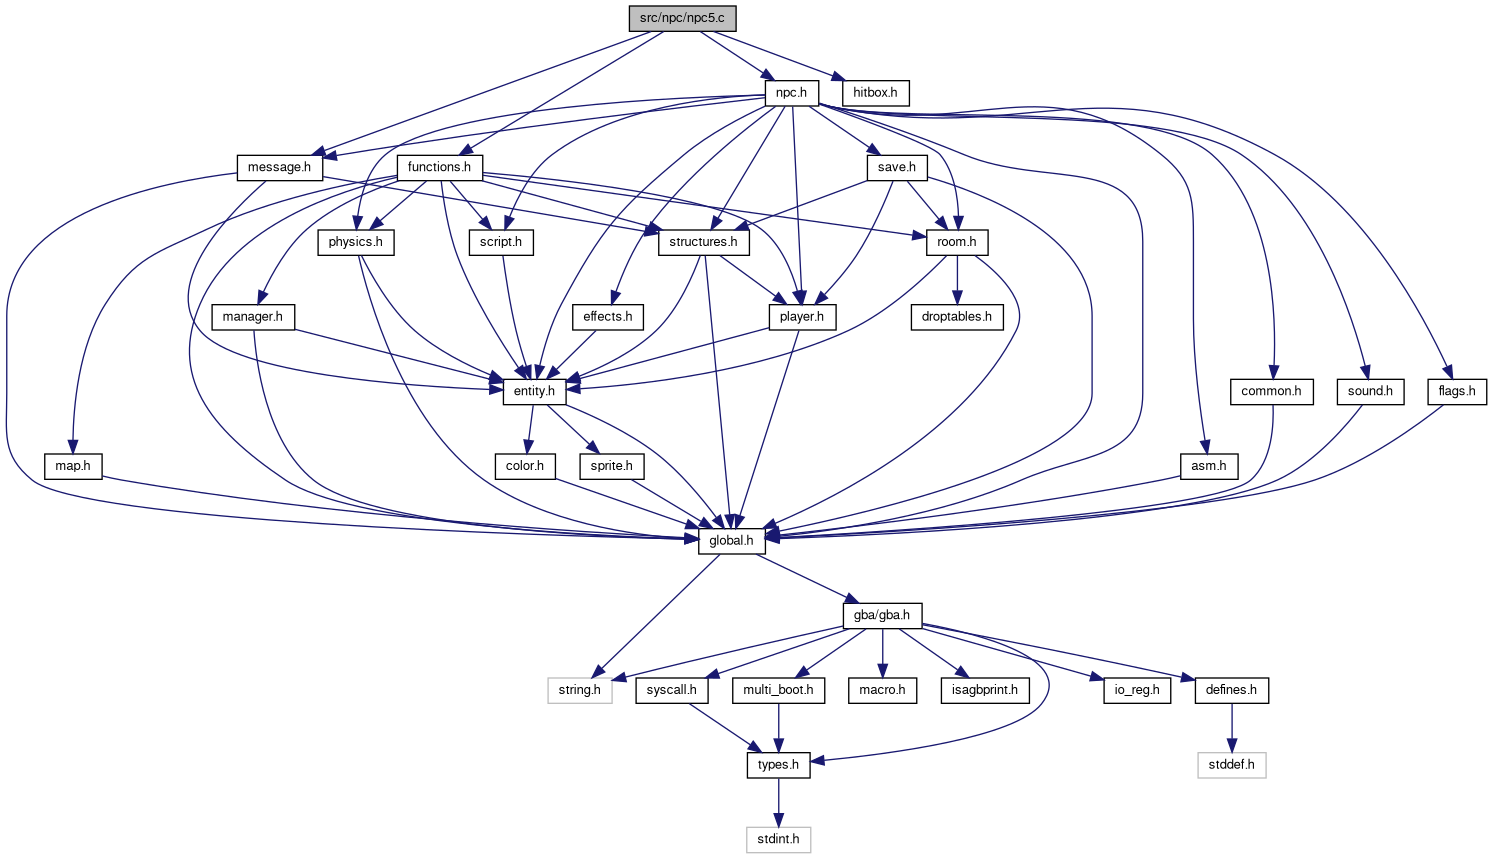 src/npc/npc5.c
npc.h
hitbox.h
message.h
functions.h
save.h
physics.h
script.h
structures.h
room.h
manager.h
effects.h
player.h
droptables.h
entity.h
common.h
sound.h
flags.h
map.h
color.h
sprite.h
asm.h
global.h
gba/gba.h
string.h
syscall.h
multi_boot.h
macro.h
isagbprint.h
io_reg.h
defines.h
types.h
stddef.h
stdint.h